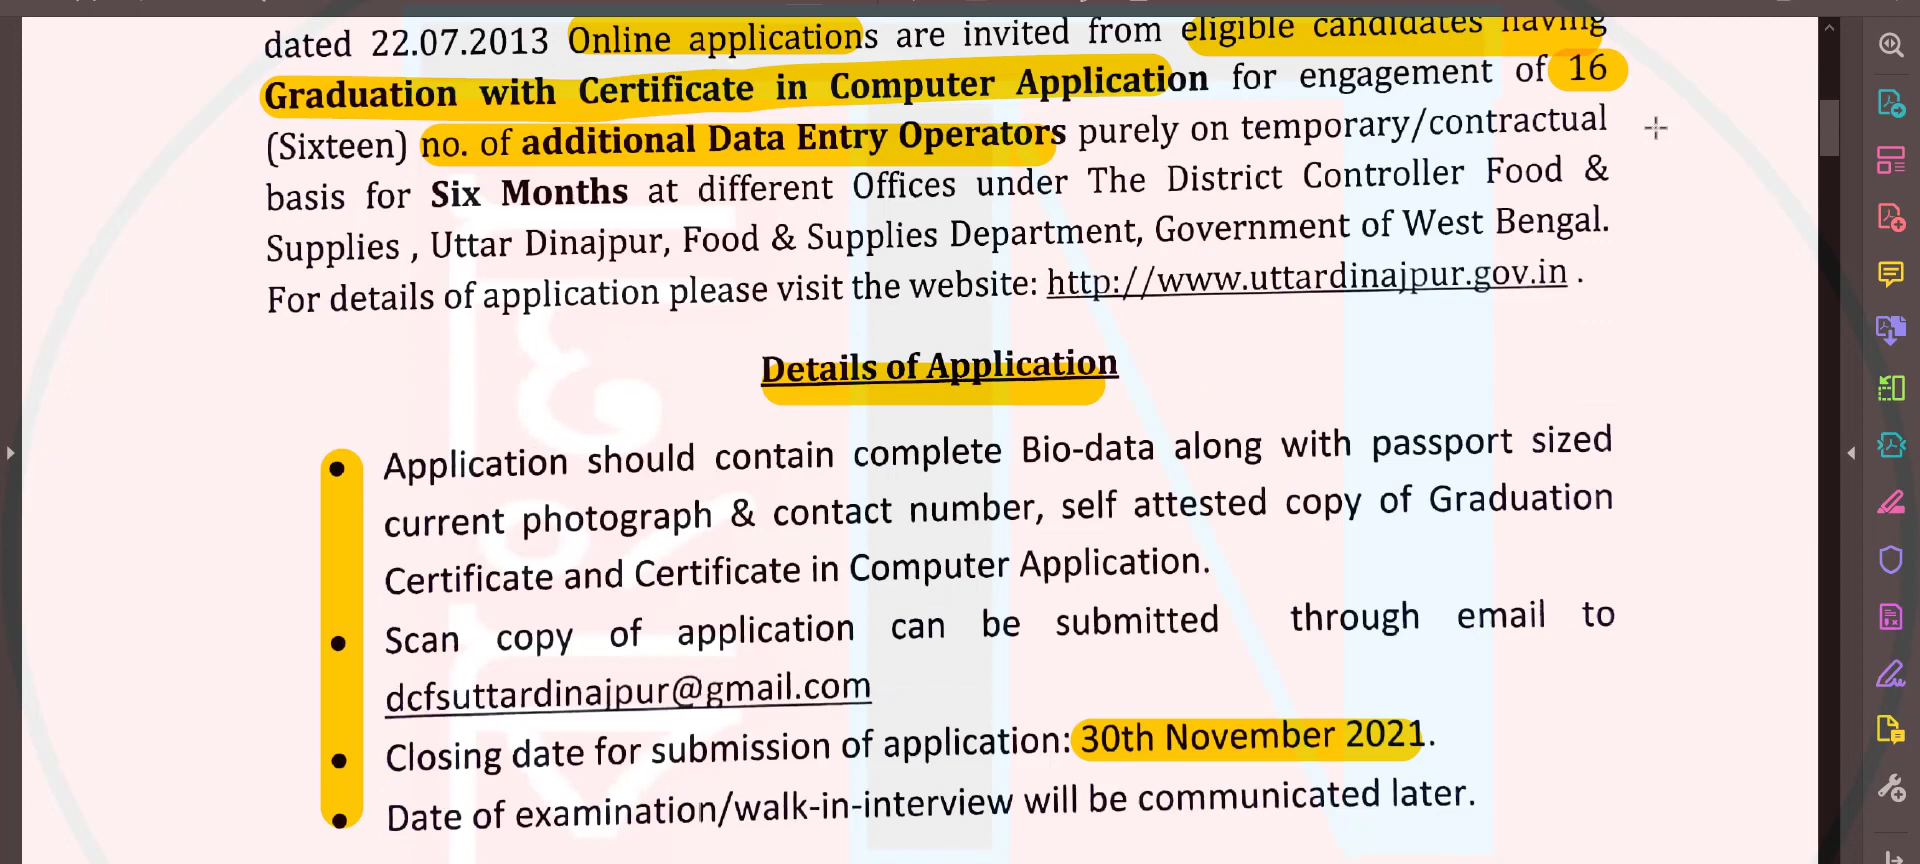 dated 22.07.2013 Online applications are invited from eligible candidates having
Graduation with Certificate in Computer Application for engagement of 16
(Sixteen) no. of additional Data Entry Operators purely on temporary/contractual
basis for Six Months at different Offices under The District Controller Food &
Supplies , Uttar Dinajpur, Food & Supplies Department, Government of West Bengal.
For details of application please visit the website: http://www.uttardinajpur.gov.in .
Details of Application
• Application should contain complete Bio-data along with passport sized
current photograph & contact number, self attested copy of Graduation
Certificate and Certificate in Computer Application.
• Scan copy of application can be submitted through email to
dcfsuttardinajpur@gmail.com
• Closing date for submission of application: 30th November 2021.
• Date of examination/walk-in-interview will be communicated later.